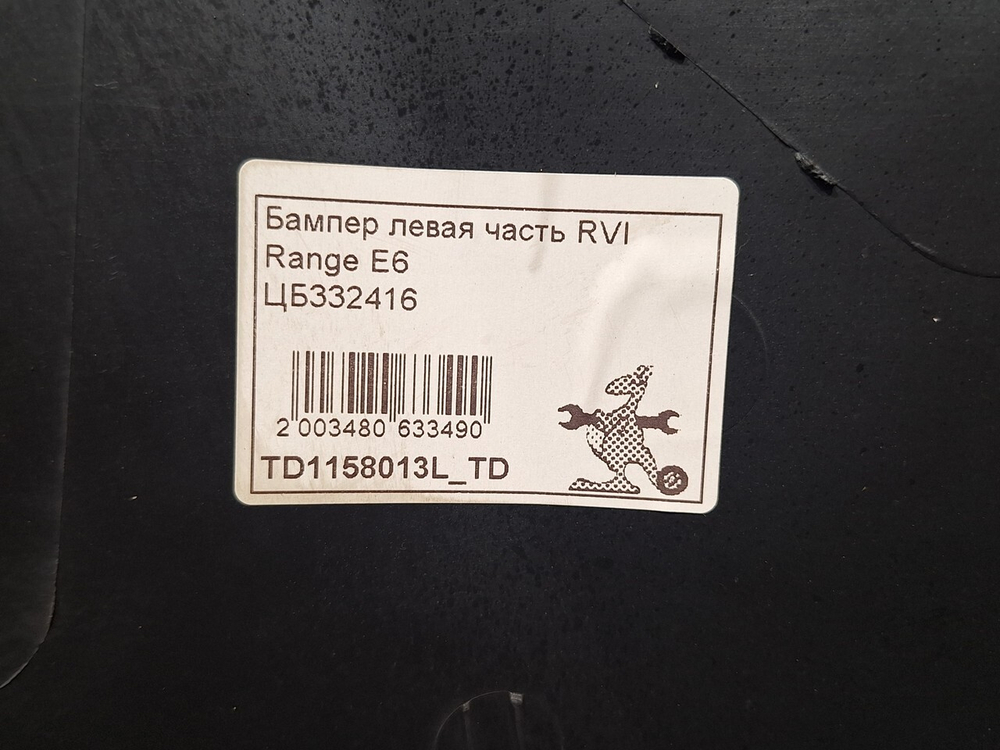 Бампер левая часть RVI
Range E6
ЦБ332416
2 003480 633490
TD1158013L_TD